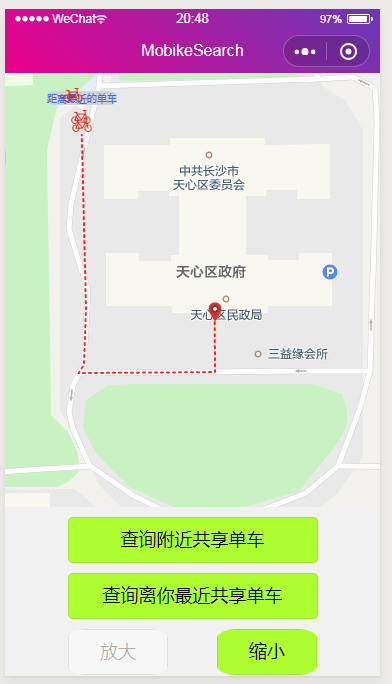 WeChat 20:48 97%
MobikeSearch
距离最近的单车
中共长沙市
天心区委员会
天心区政府
P
天心区民政局
三益缘会所
查询附近共享单车
查询离你最近共享单车
放大 缩小